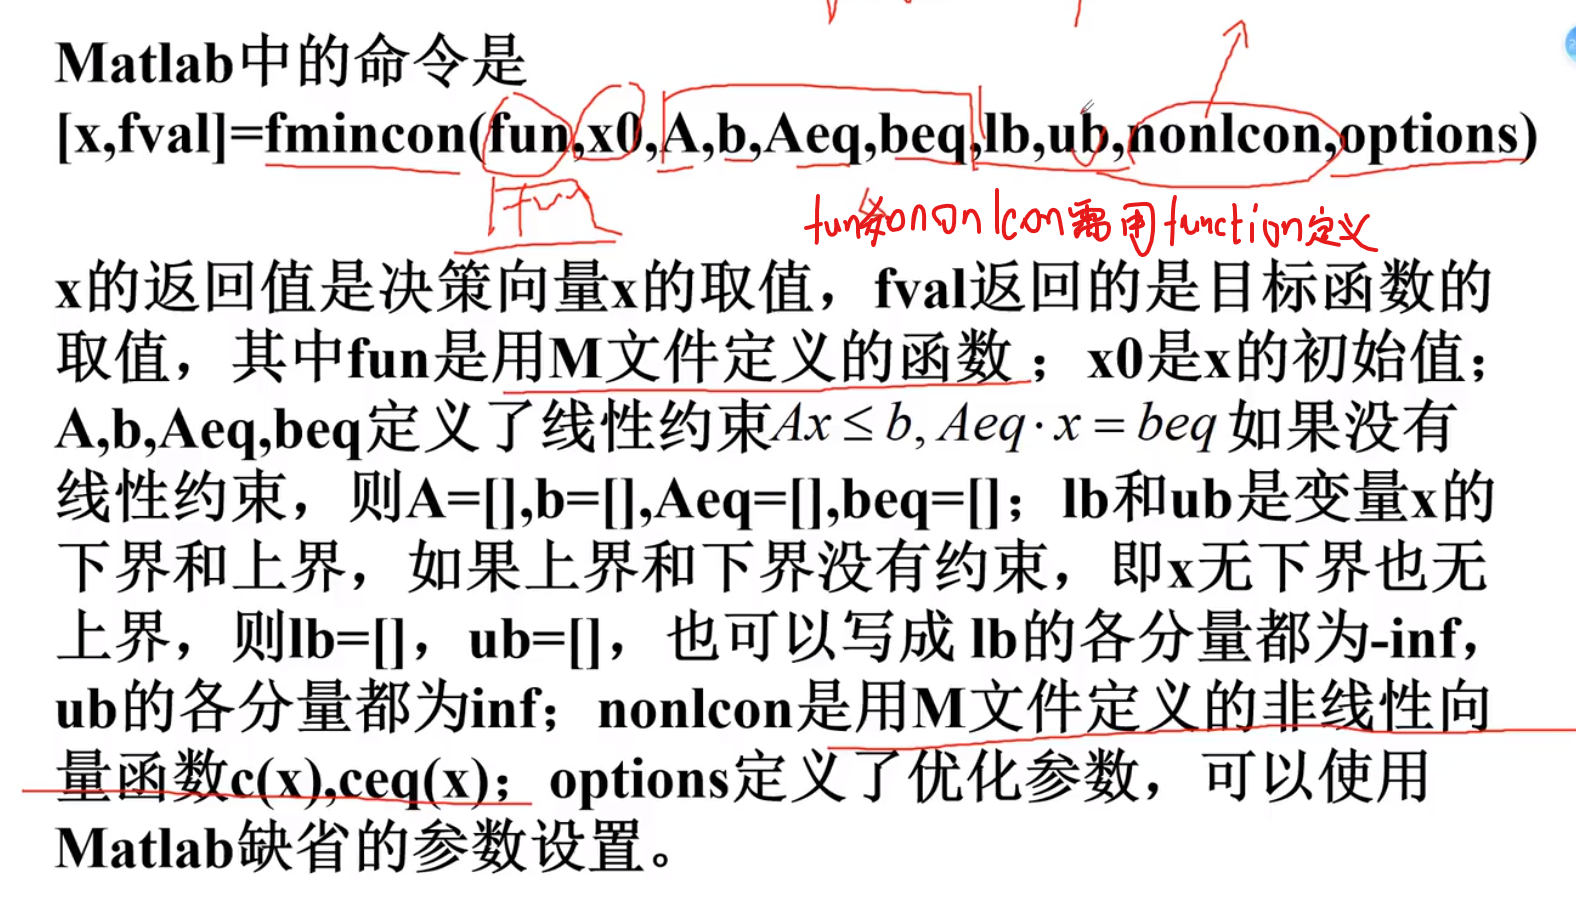 Matlab中的命令是
[x,fval]=fmincon(fun,x0,A,b,Aeq,beq,lb,ub,nonlcon,options)
fun
fun nonlcon需用function定义
x的返回值是决策向量x的取值，fval返回的是目标函数的
取值，其中fun是用M文件定义的函数；x0是x的初始值；
A,b,Aeq,beq定义了线性约束Ax ≤ b, Aeq · x = beq 如果没有
线性约束，则A=[],b=[],Aeq=[],beq=[]；lb和ub是变量x的
下界和上界，如果上界和下界没有约束，即x无下界也无
上界，则lb=[]，ub=[]，也可以写成 lb的各分量都为-inf，
ub的各分量都为inf；nonlcon是用M文件定义的非线性向
量函数c(x),ceq(x)；options定义了优化参数，可以使用
Matlab缺省的参数设置。